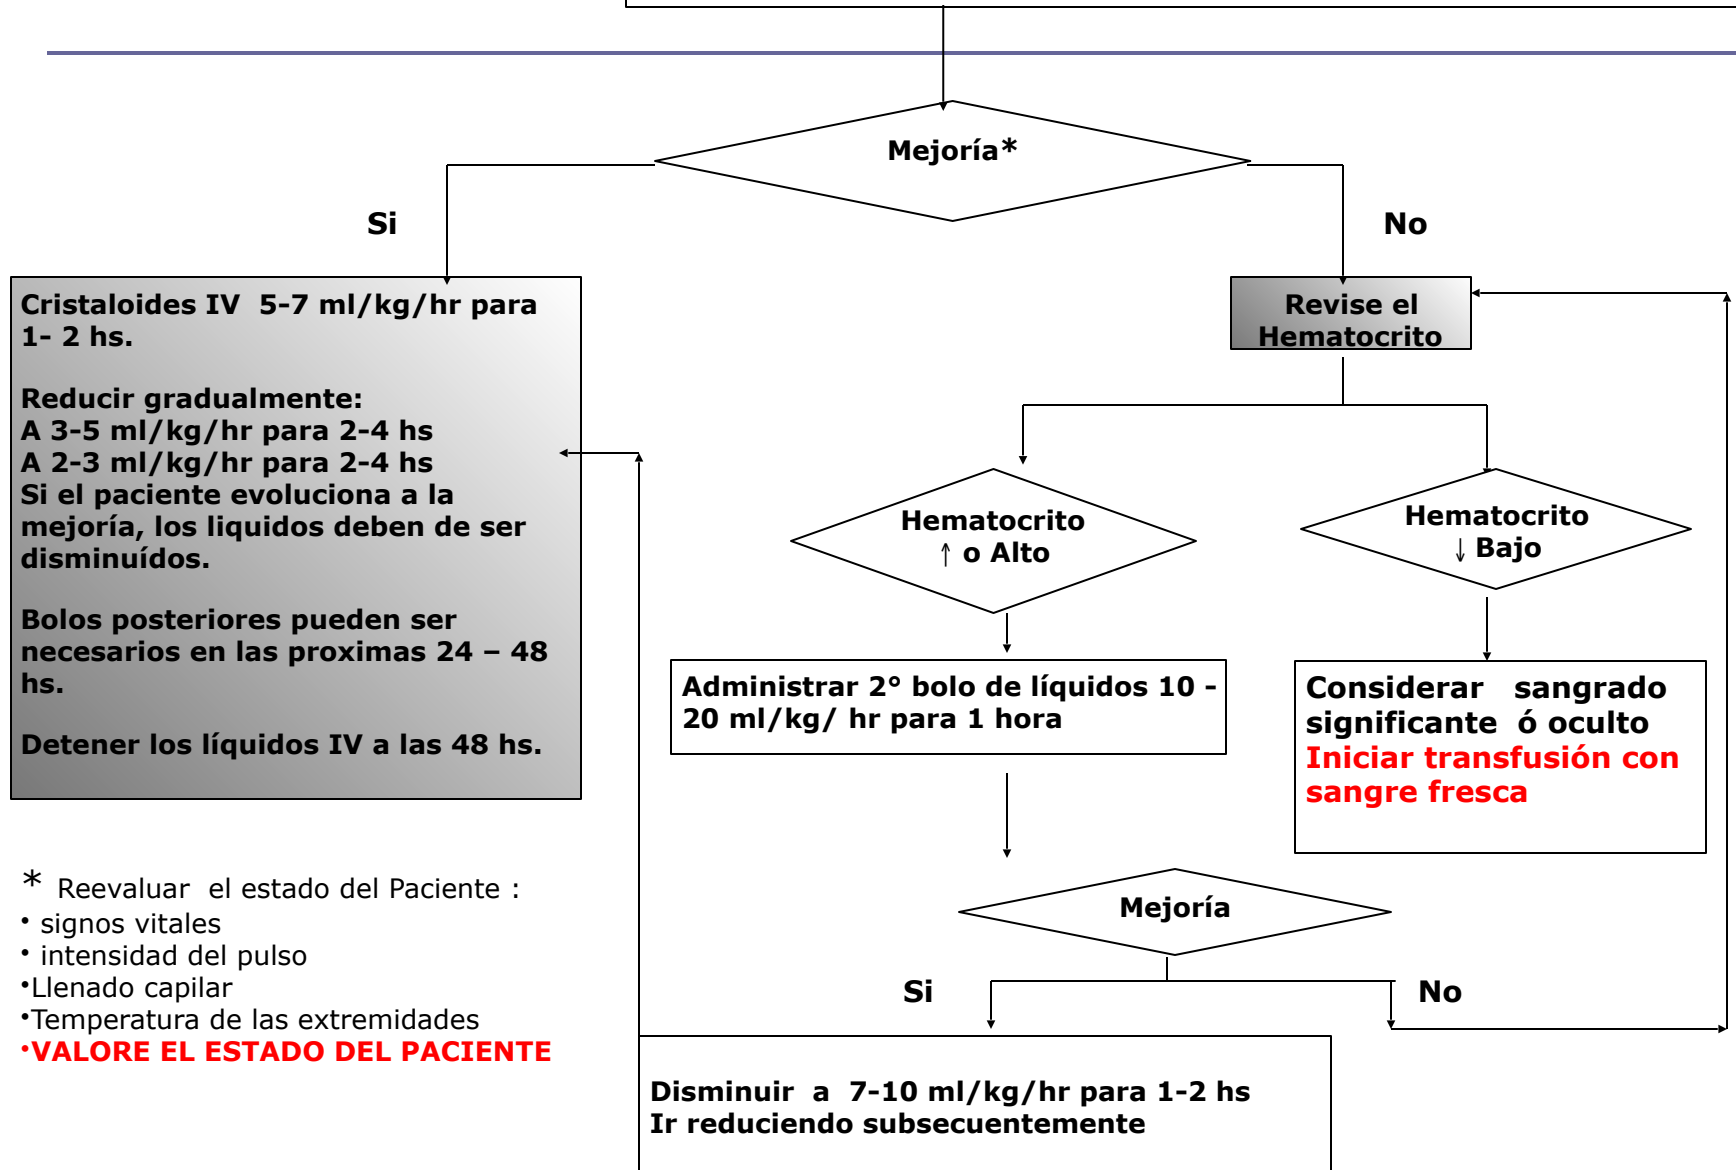 Mejoría*
Si
No
Cristaloides IV 5-7 ml/kg/hr para
1- 2 hs.
Reducir gradualmente:
A 3-5 ml/kg/hr para 2-4 hs
A 2-3 ml/kg/hr para 2-4 hs
Si el paciente evoluciona a la
mejoría, los liquidos deben de ser
disminuídos.
Bolos posteriores pueden ser
necesarios en las proximas 24 – 48
hs.
Detener los líquidos IV a las 48 hs.
Revise el
Hematocrito
Hematocrito
↑ o Alto
Hematocrito
↓ Bajo
Administrar 2° bolo de líquidos 10 -
20 ml/kg/ hr para 1 hora
Considerar sangrado
significante ó oculto
Iniciar transfusión con
sangre fresca
Mejoría
Si
No
Disminuir a 7-10 ml/kg/hr para 1-2 hs
Ir reduciendo subsecuentemente
* Reevaluar el estado del Paciente :
• signos vitales
• intensidad del pulso
•Llenado capilar
•Temperatura de las extremidades
•VALORE EL ESTADO DEL PACIENTE